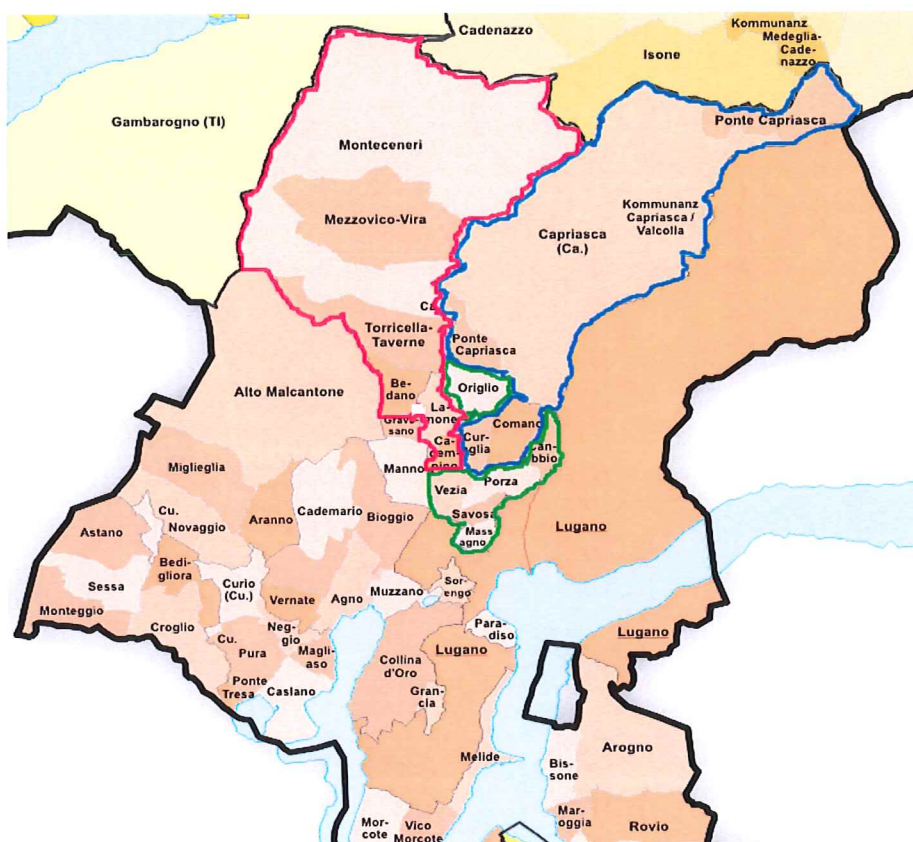 Kommunanz
Medeglia-
Cade-
nazzo
Cadenazzo
Isone
Gambarogno (TI)
Ponte Capriasca
Monteceneri
Mezzovico-Vira
Kommunanz
Capriasca /
Valcolla
Capriasca
(Ca.)
Ca
Torricella-
Taverne
Ponte
Capriasca
Be-
dano
Origlio
Alto Malcantone
La-
mone
Grave-
sano
Comano
Cur-
eglia
Ca-
dem-
pino
Can-
obbio
Manno
Miglieglia
Vezia
Porza
Savosa
Mass
agno
Cu.
Novaggio
Cademario
Aranno
Bioggio
Astano
Lugano
Bedi-
gliora
Sessa
Curio
(Cu.)
Sor-
engo
Muzzano
Monteggio
Vernate
Agno
Croglio
Neg-
gio
Cu.
Para-
diso
Lugano
Pura
Magli-
aso
Lugano
Collina
d'Oro
Ponte
Tresa
Caslano
Gran-
cia
Melide
Arogno
Bis-
sone
Mor-
cote
Vico
Morcote
Mar-
oggia
Rovio